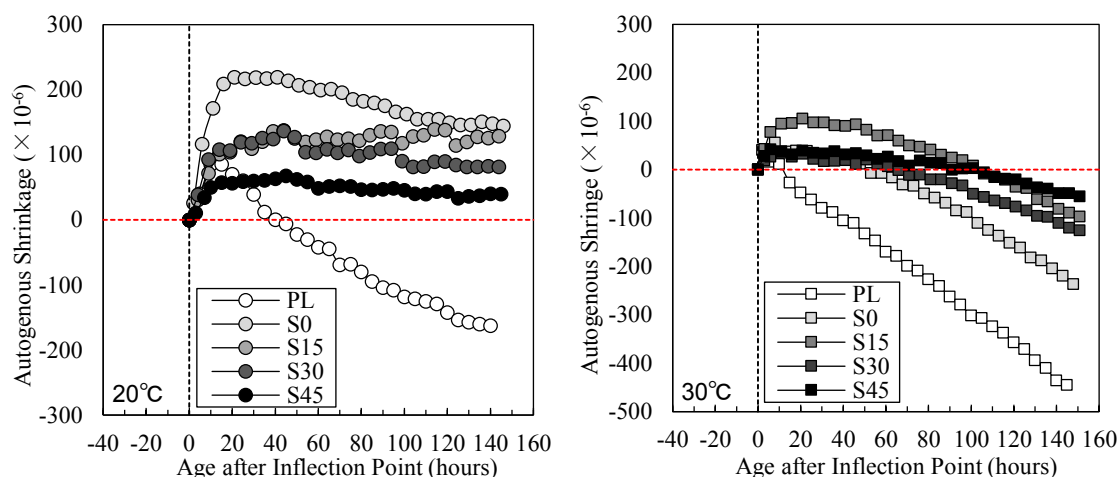 300
200
100
0
-100
-200
-300
Autogenous Shrinkage (×10-6)
PL
S0
S15
S30
S45
20℃
-40 -20 0 20 40 60 80 100 120 140 160
Age after Inflection Point (hours)
300
200
100
0
-100
-200
-300
-400
-500
Autogenous Shringe (×10-6)
PL
S0
S15
S30
S45
30℃
-40 -20 0 20 40 60 80 100 120 140 160
Age after Inflection Point (hours)